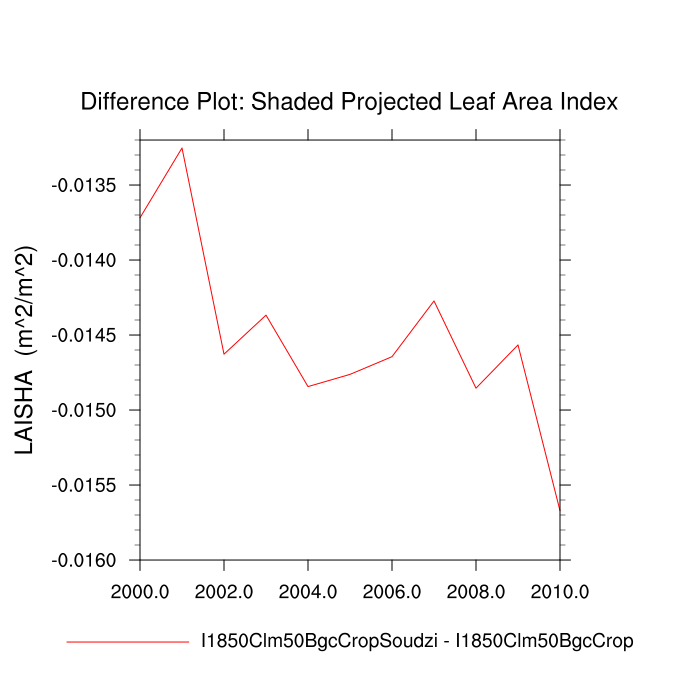 Difference Plot: Shaded Projected Leaf Area Index
LAISHA (m^2/m^2)
-0.0135
-0.0140
-0.0145
-0.0150
-0.0155
-0.0160
2000.0 2002.0 2004.0 2006.0 2008.0 2010.0
I1850Clm50BgcCropSoudzi - I1850Clm50BgcCrop